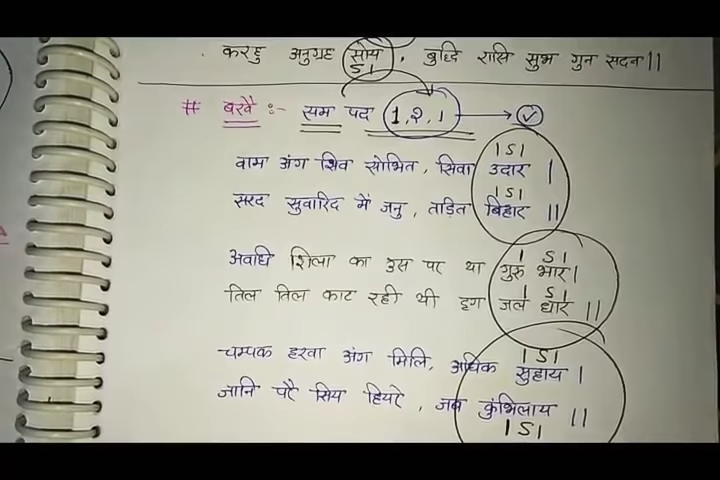 . करहु अनुग्रह सोय , बुद्धि रासि सुभ गुन सदन ||
S I
# बरवै :- सम पद 1, 2, 1 → ✓
I S I
वाम अंग शिव सोभित, सिवा उदार |
I S I
सरद सुवारिद मैं जनु, तड़ित बिहार ||
I S I
अवधि शिला का उस पर था गुरु भार |
I S I
तिल तिल काट रही थी दृग जल धार ||
I S I
चम्पक हरवा अंग मिलि, अधिक सुहाय |
जानि परै सिय हियरे , जब कुंभिलाय ||
I S I